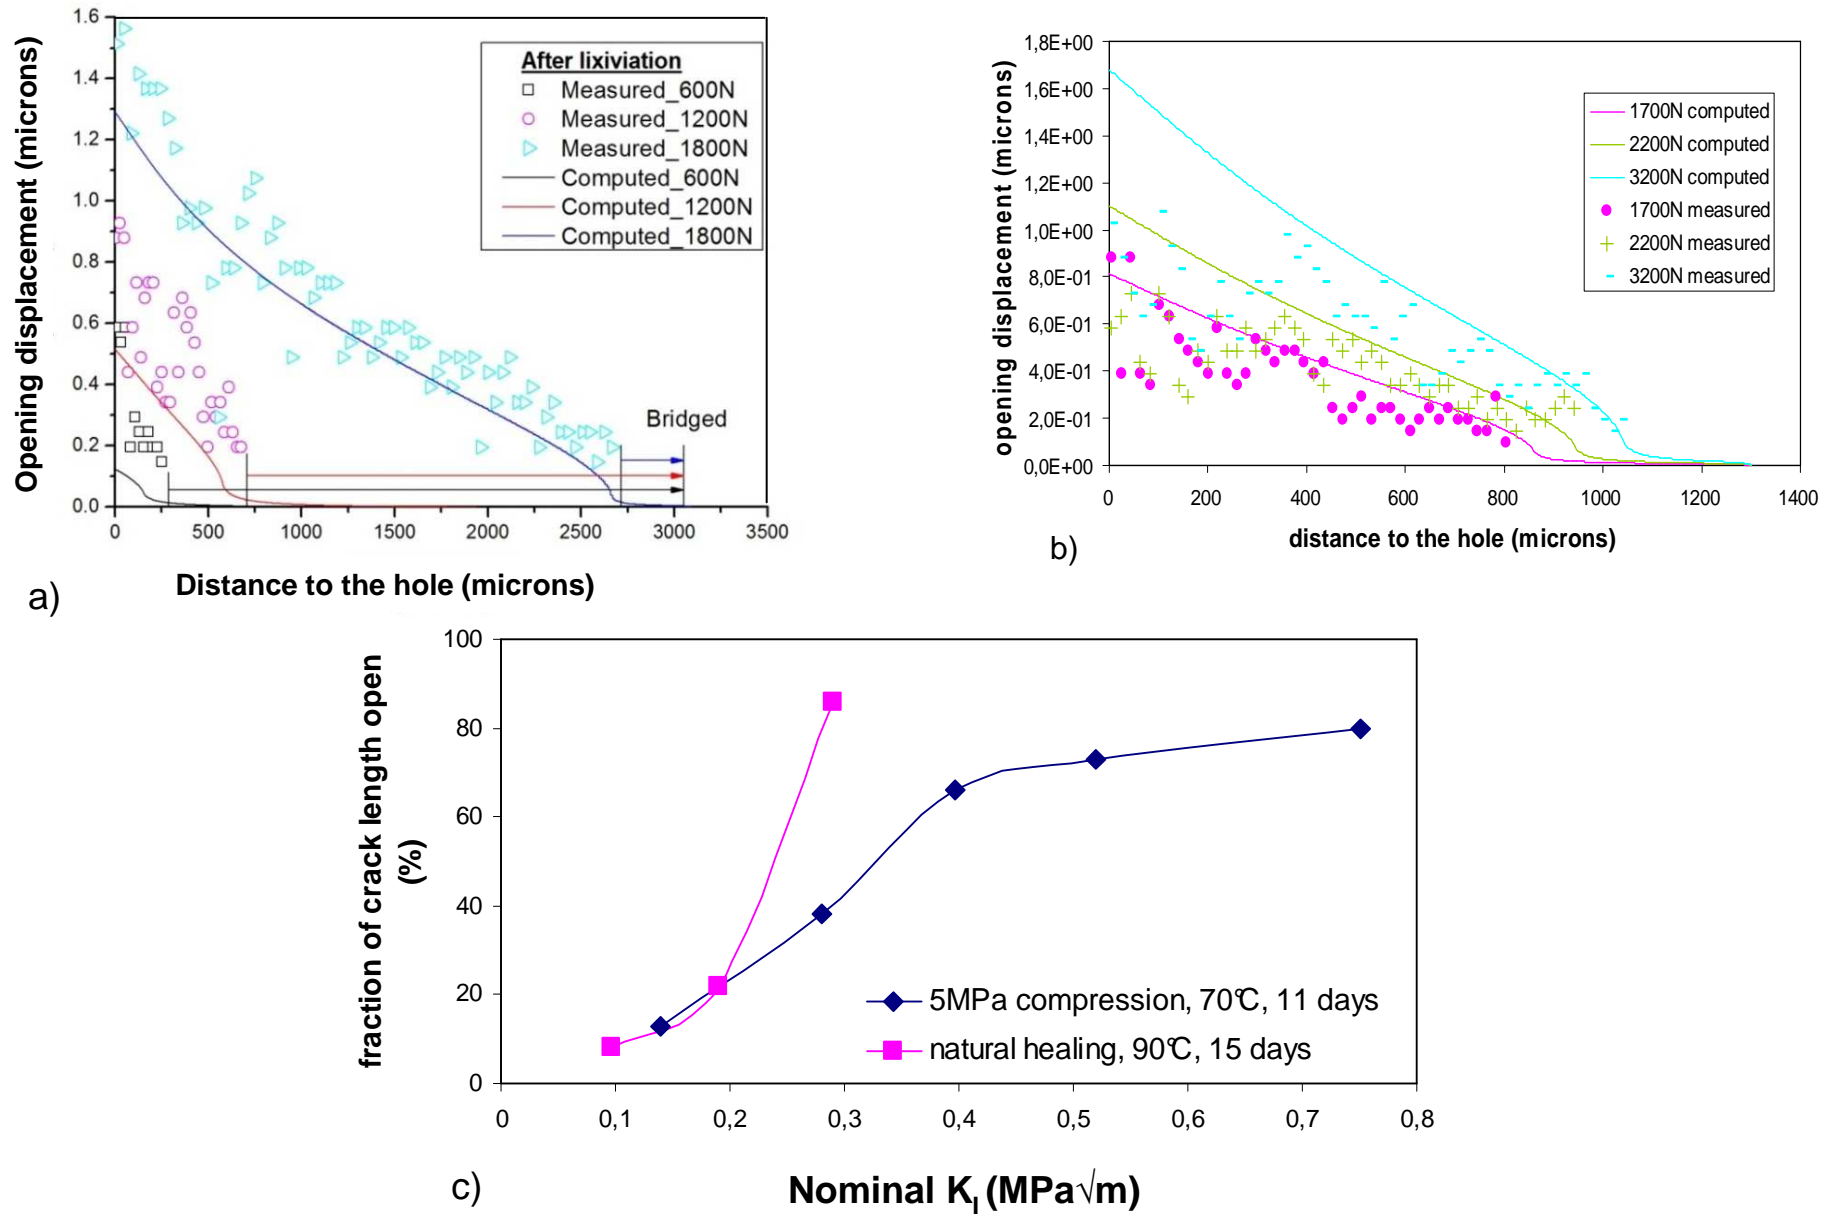 Opening displacement (microns)
1.6
1.4
1.2
1.0
0.8
0.6
0.4
0.2
0.0
After lixiviation
Measured_600N
Measured_1200N
Measured_1800N
Computed_600N
Computed_1200N
Computed_1800N
Bridged
0 500 1000 1500 2000 2500 3000 3500
Distance to the hole (microns)
a)
opening displacement (microns)
1,8E+00
1,6E+00
1,4E+00
1,2E+00
1,0E+00
8,0E-01
6,0E-01
4,0E-01
2,0E-01
0,0E+00
1700N computed
2200N computed
3200N computed
1700N measured
2200N measured
3200N measured
0 200 400 600 800 1000 1200 1400
distance to the hole (microns)
b)
fraction of crack length open
(%)
100
80
60
40
20
0
5MPa compression, 70°C, 11 days
natural healing, 90°C, 15 days
0 0,1 0,2 0,3 0,4 0,5 0,6 0,7 0,8
c)
Nominal KI (MPa√m)